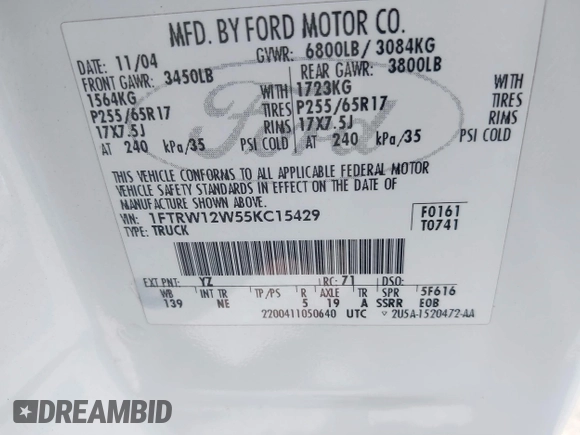 MFD. BY FORD MOTOR CO.
DATE: 11/04 GVWR: 6800LB/ 3084KG
FRONT GAWR: 3450LB REAR GAWR: 3800LB
1564KG WITH 1723KG WITH
P255/65R17 TIRES P255/65R17 TIRES
17X7.5J RIMS 17X7.5J RIMS
AT 240 kPa/35 PSI COLD AT 240 kPa/35 PSI COLD
Ford
THIS VEHICLE CONFORMS TO ALL APPLICABLE FEDERAL MOTOR
VEHICLE SAFETY STANDARDS IN EFFECT ON THE DATE OF
MANUFACTURE SHOWN ABOVE.
VIN: 1FTRW12W55KC15429 F0161
TYPE: TRUCK T0741
EXT PNT: YZ RC: 71 DSO:
WB INT TR TP/PS R AXLE TR SPR 5F616
139 NE 5 19 A SSRR EOB
2200411050640 UTC 2U5A-1520472-AA
DREAMBID